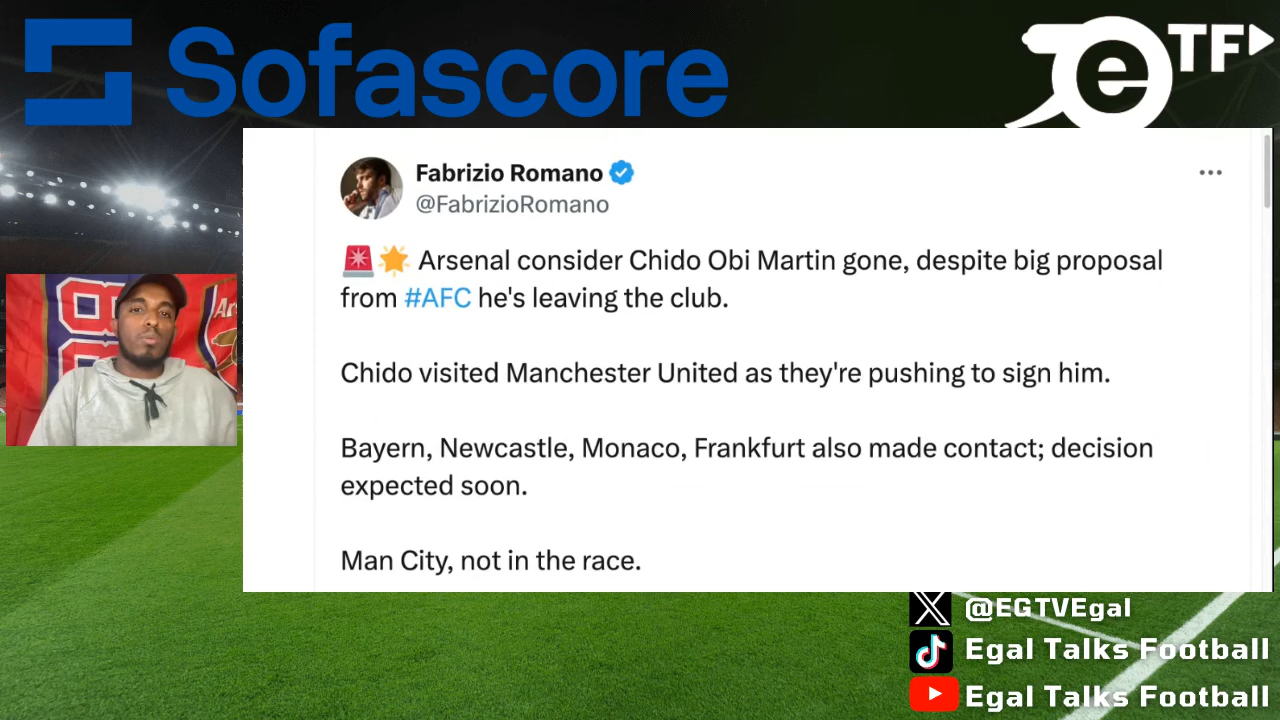 Sofascore
eTF
Fabrizio Romano
@FabrizioRomano
🚨🌟 Arsenal consider Chido Obi Martin gone, despite big proposal
from #AFC he's leaving the club.
Chido visited Manchester United as they're pushing to sign him.
Bayern, Newcastle, Monaco, Frankfurt also made contact; decision
expected soon.
Man City, not in the race.
Ar
@EGTVEgal
Egal Talks Football
Egal Talks Football